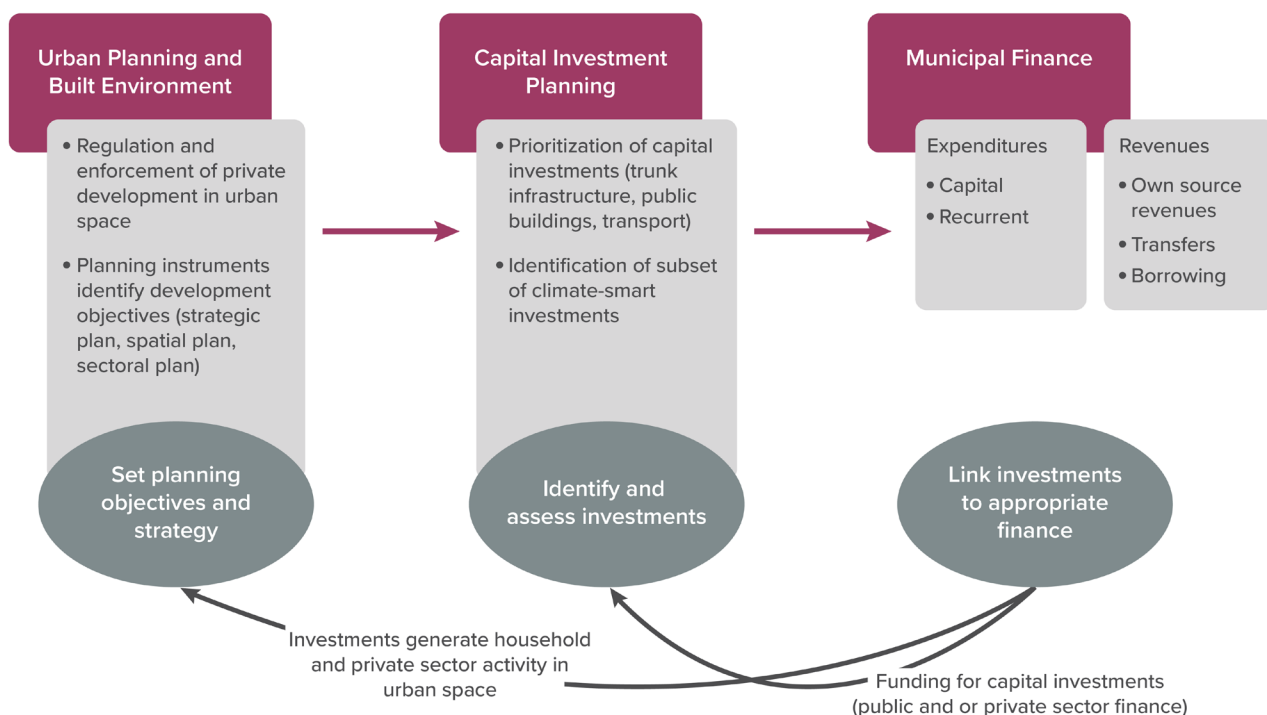 Urban Planning and
Built Environment
• Regulation and
enforcement of private
development in urban
space
• Planning instruments
identify development
objectives (strategic
plan, spatial plan,
sectoral plan)
Set planning
objectives and
strategy
Capital Investment
Planning
• Prioritization of capital
investments (trunk
infrastructure, public
buildings, transport)
• Identification of subset
of climate-smart
investments
Identify and
assess investments
Municipal Finance
Expenditures
• Capital
• Recurrent
Revenues
• Own source
revenues
• Transfers
• Borrowing
Link investments
to appropriate
finance
Investments generate household
and private sector activity in
urban space
Funding for capital investments
(public and or private sector finance)